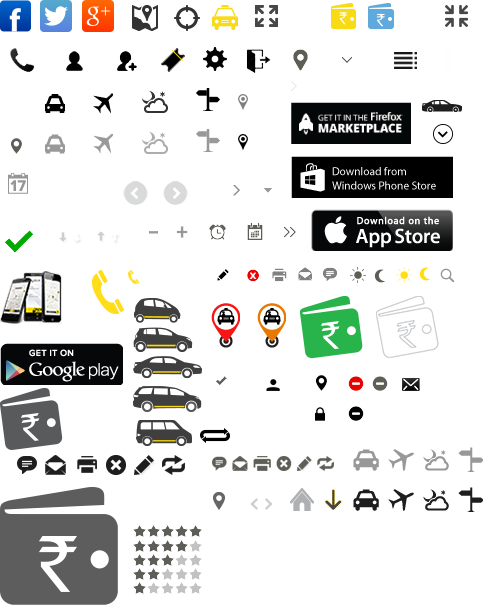 f
g+
₹
₹
GET IT IN THE Firefox
MARKETPLACE
17
Download from
Windows Phone Store
Download on the
App Store
GET IT ON
Google play
₹
₹
₹
₹